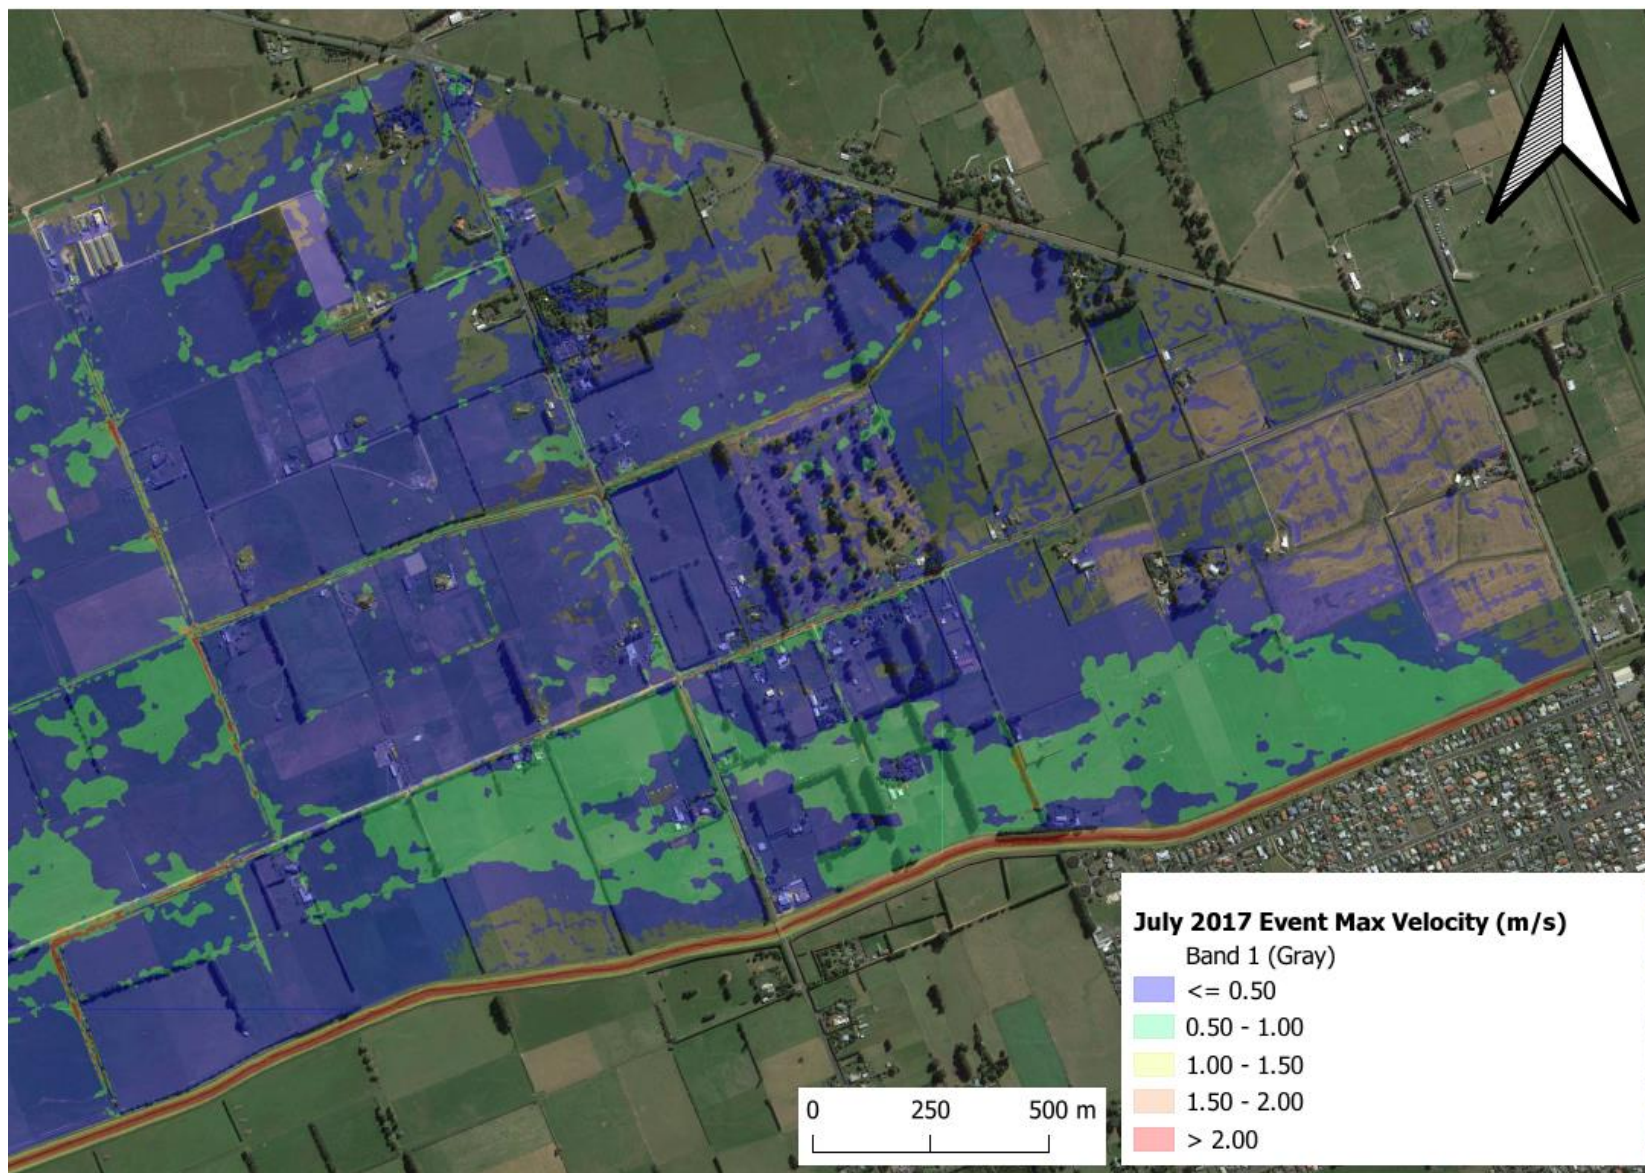 July 2017 Event Max Velocity (m/s)
Band 1 (Gray)
<= 0.50
0.50 - 1.00
1.00 - 1.50
1.50 - 2.00
> 2.00
0 250 500 m